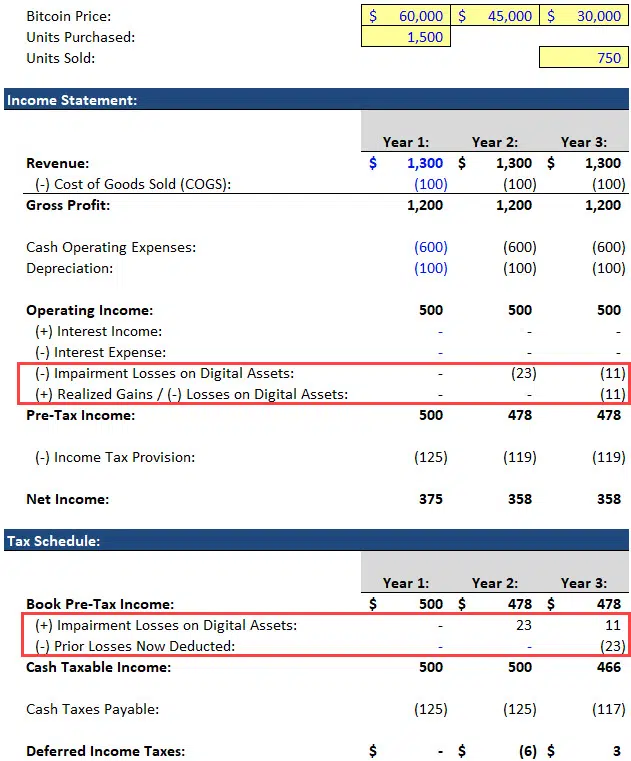 Bitcoin Price: $ 60,000 $ 45,000 $ 30,000
Units Purchased: 1,500
Units Sold: 750
Income Statement:
Year 1: Year 2: Year 3:
Revenue: $ 1,300 $ 1,300 $ 1,300
(-) Cost of Goods Sold (COGS): (100) (100) (100)
Gross Profit: 1,200 1,200 1,200
Cash Operating Expenses: (600) (600) (600)
Depreciation: (100) (100) (100)
Operating Income: 500 500 500
(+) Interest Income: - - -
(-) Interest Expense: - - -
(-) Impairment Losses on Digital Assets: - (23) (11)
(+) Realized Gains / (-) Losses on Digital Assets: - - (11)
Pre-Tax Income: 500 478 478
(-) Income Tax Provision: (125) (119) (119)
Net Income: 375 358 358
Tax Schedule:
Year 1: Year 2: Year 3:
Book Pre-Tax Income: $ 500 $ 478 $ 478
(+) Impairment Losses on Digital Assets: - 23 11
(-) Prior Losses Now Deducted: - - (23)
Cash Taxable Income: 500 500 466
Cash Taxes Payable: (125) (125) (117)
Deferred Income Taxes: $ - $ (6) $ 3